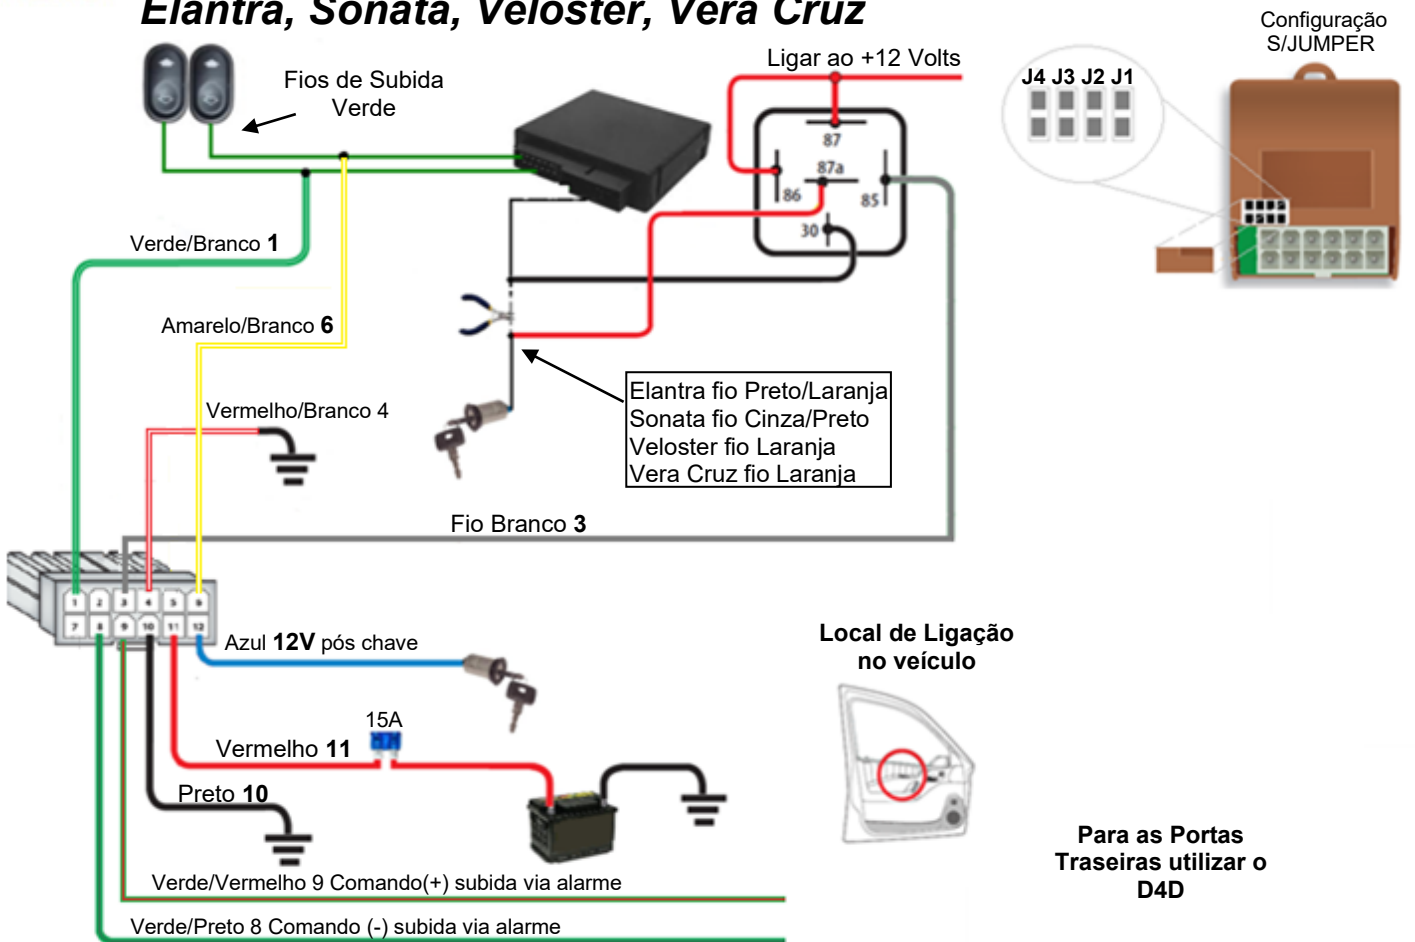 Elantra, Sonata, Veloster, Vera Cruz
Configuração
S/JUMPER
J4 J3 J2 J1
Fios de Subida
Verde
Ligar ao +12 Volts
87
87a
86
85
30
Verde/Branco 1
Amarelo/Branco 6
Vermelho/Branco 4
Elantra fio Preto/Laranja
Sonata fio Cinza/Preto
Veloster fio Laranja
Vera Cruz fio Laranja
Fio Branco 3
1 2 3 4 5 6
7 8 9 10 11 12
Azul 12V pós chave
15A
Vermelho 11
Preto 10
Local de Ligação
no veículo
Para as Portas
Traseiras utilizar o
D4D
Verde/Vermelho 9 Comando(+) subida via alarme
Verde/Preto 8 Comando (-) subida via alarme